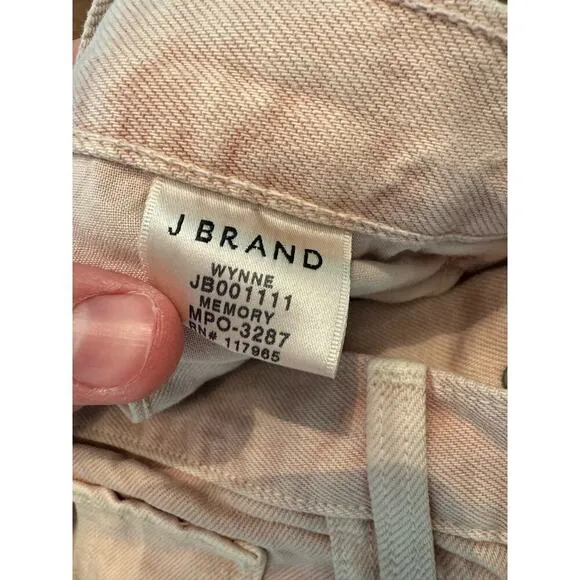 J BRAND
WYNNE
JB001111
MEMORY
MPO-3287
RN# 117965